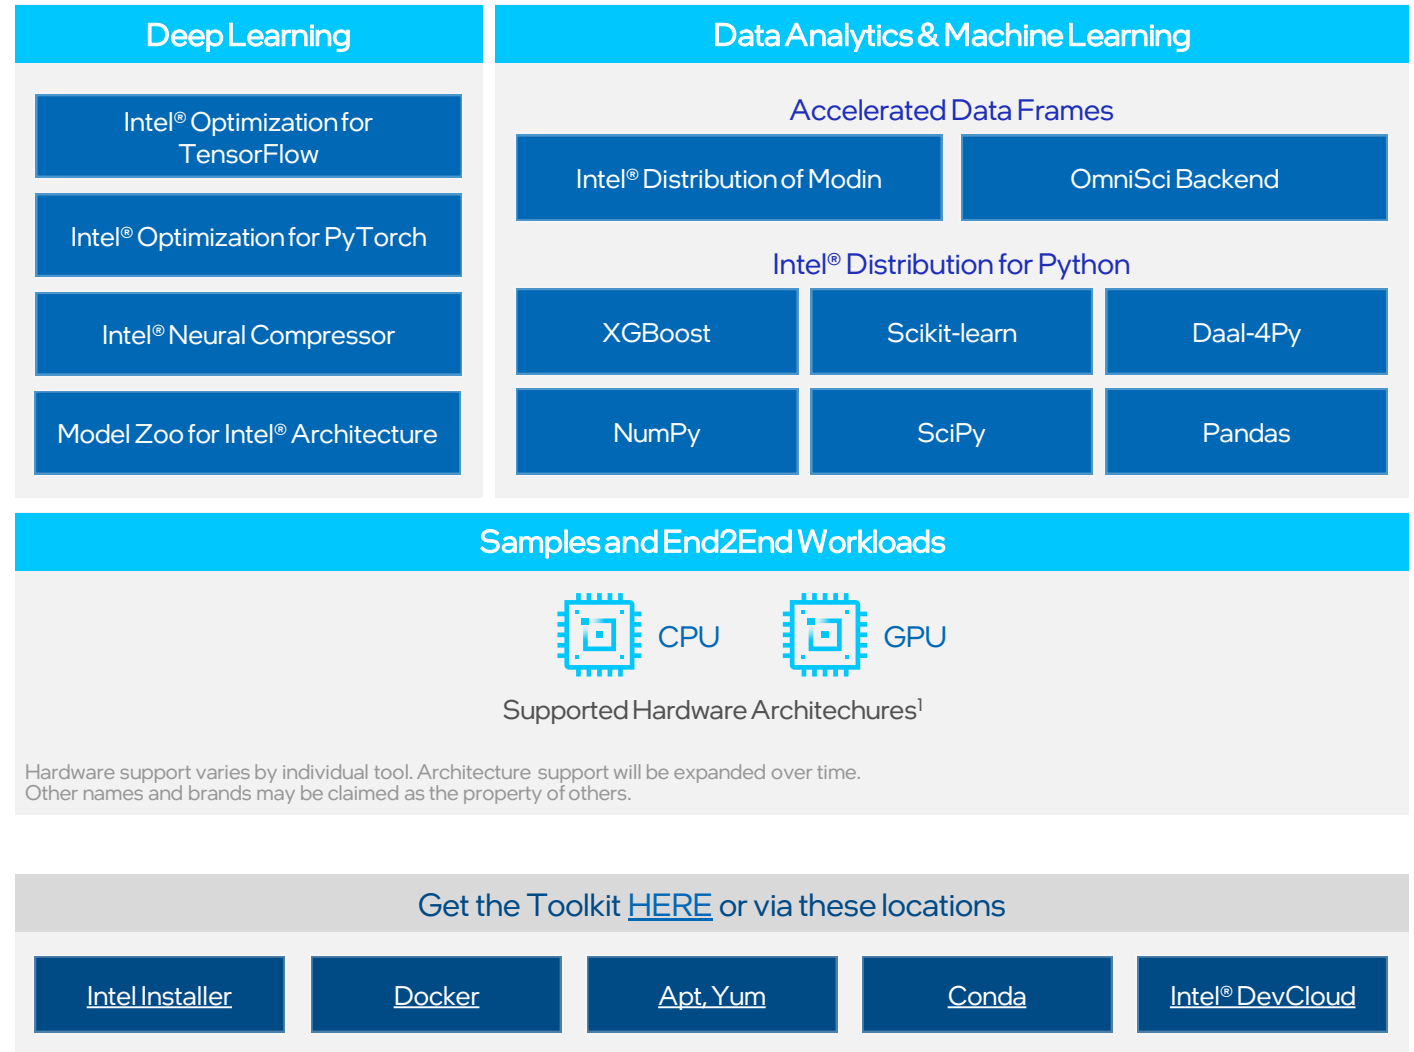 Deep Learning
Intel® Optimization for
TensorFlow
Intel® Optimization for PyTorch
Intel® Neural Compressor
Model Zoo for Intel® Architecture
Data Analytics & Machine Learning
Accelerated Data Frames
Intel® Distribution of Modin
OmniSci Backend
Intel® Distribution for Python
XGBoost
Scikit-learn
Daal-4Py
NumPy
SciPy
Pandas
Samples and End2End Workloads
CPU
GPU
Supported Hardware Architechures¹
Hardware support varies by individual tool. Architecture support will be expanded over time.
Other names and brands may be claimed as the property of others.
Get the Toolkit HERE or via these locations
Intel Installer
Docker
Apt, Yum
Conda
Intel® DevCloud